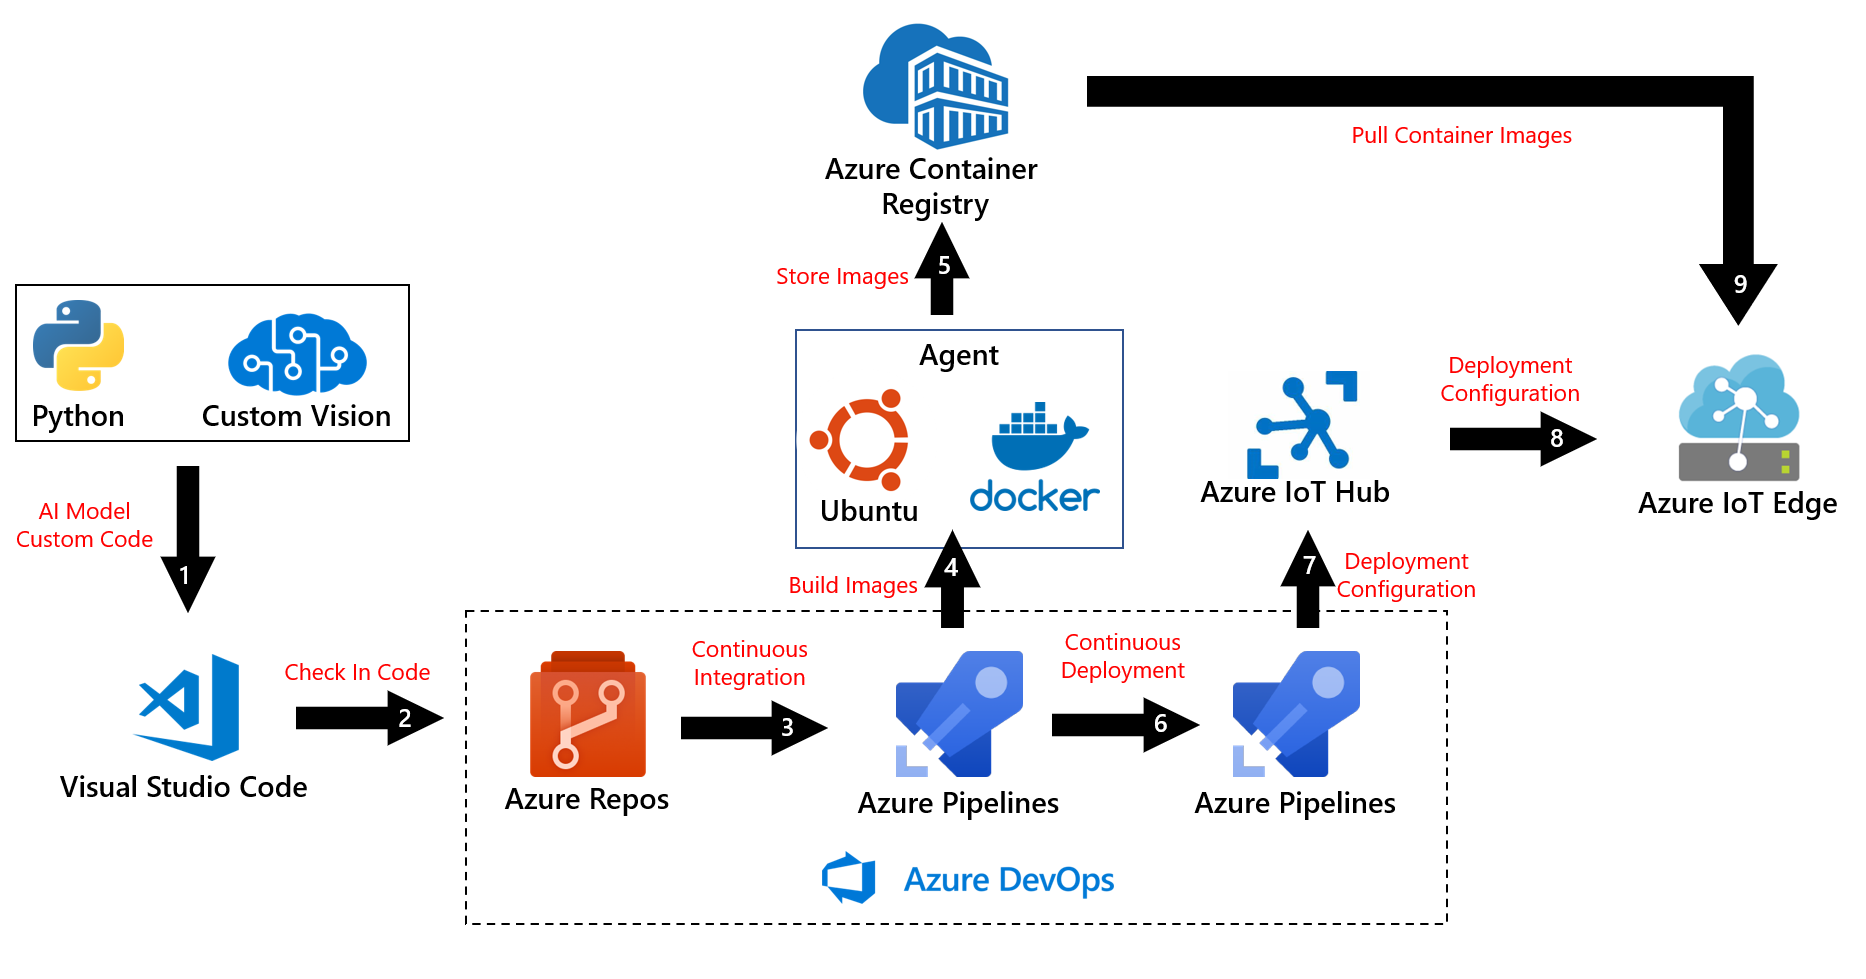 Azure Container
Registry
Pull Container Images
9
Store Images
5
Python
Custom Vision
AI Model
Custom Code
1
Agent
Ubuntu
docker
Build Images
4
Azure IoT Hub
Deployment
Configuration
8
Azure IoT Edge
7
Deployment
Configuration
Visual Studio Code
Check In Code
2
Azure Repos
Continuous
Integration
3
Azure Pipelines
Continuous
Deployment
6
Azure Pipelines
Azure DevOps